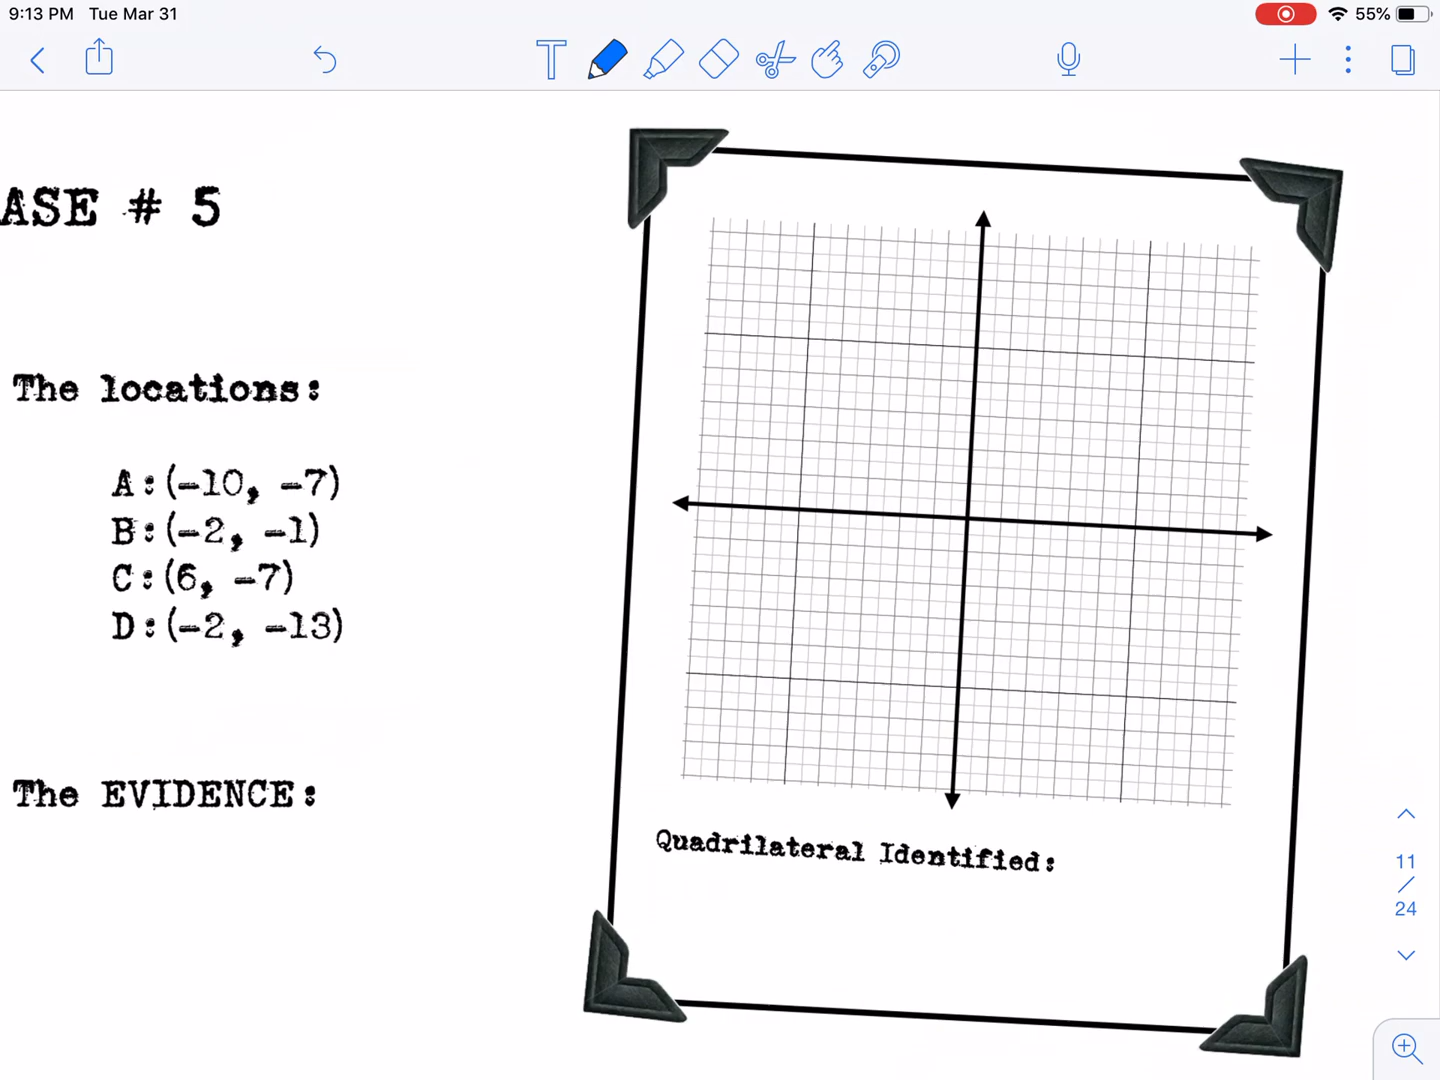 9:13 PM Tue Mar 31
55%
T
ASE # 5
The locations:
A:(-10, -7)
B:(-2, -1)
C:(6, -7)
D:(-2, -13)
The EVIDENCE:
Quadrilateral Identified:
11
/
24